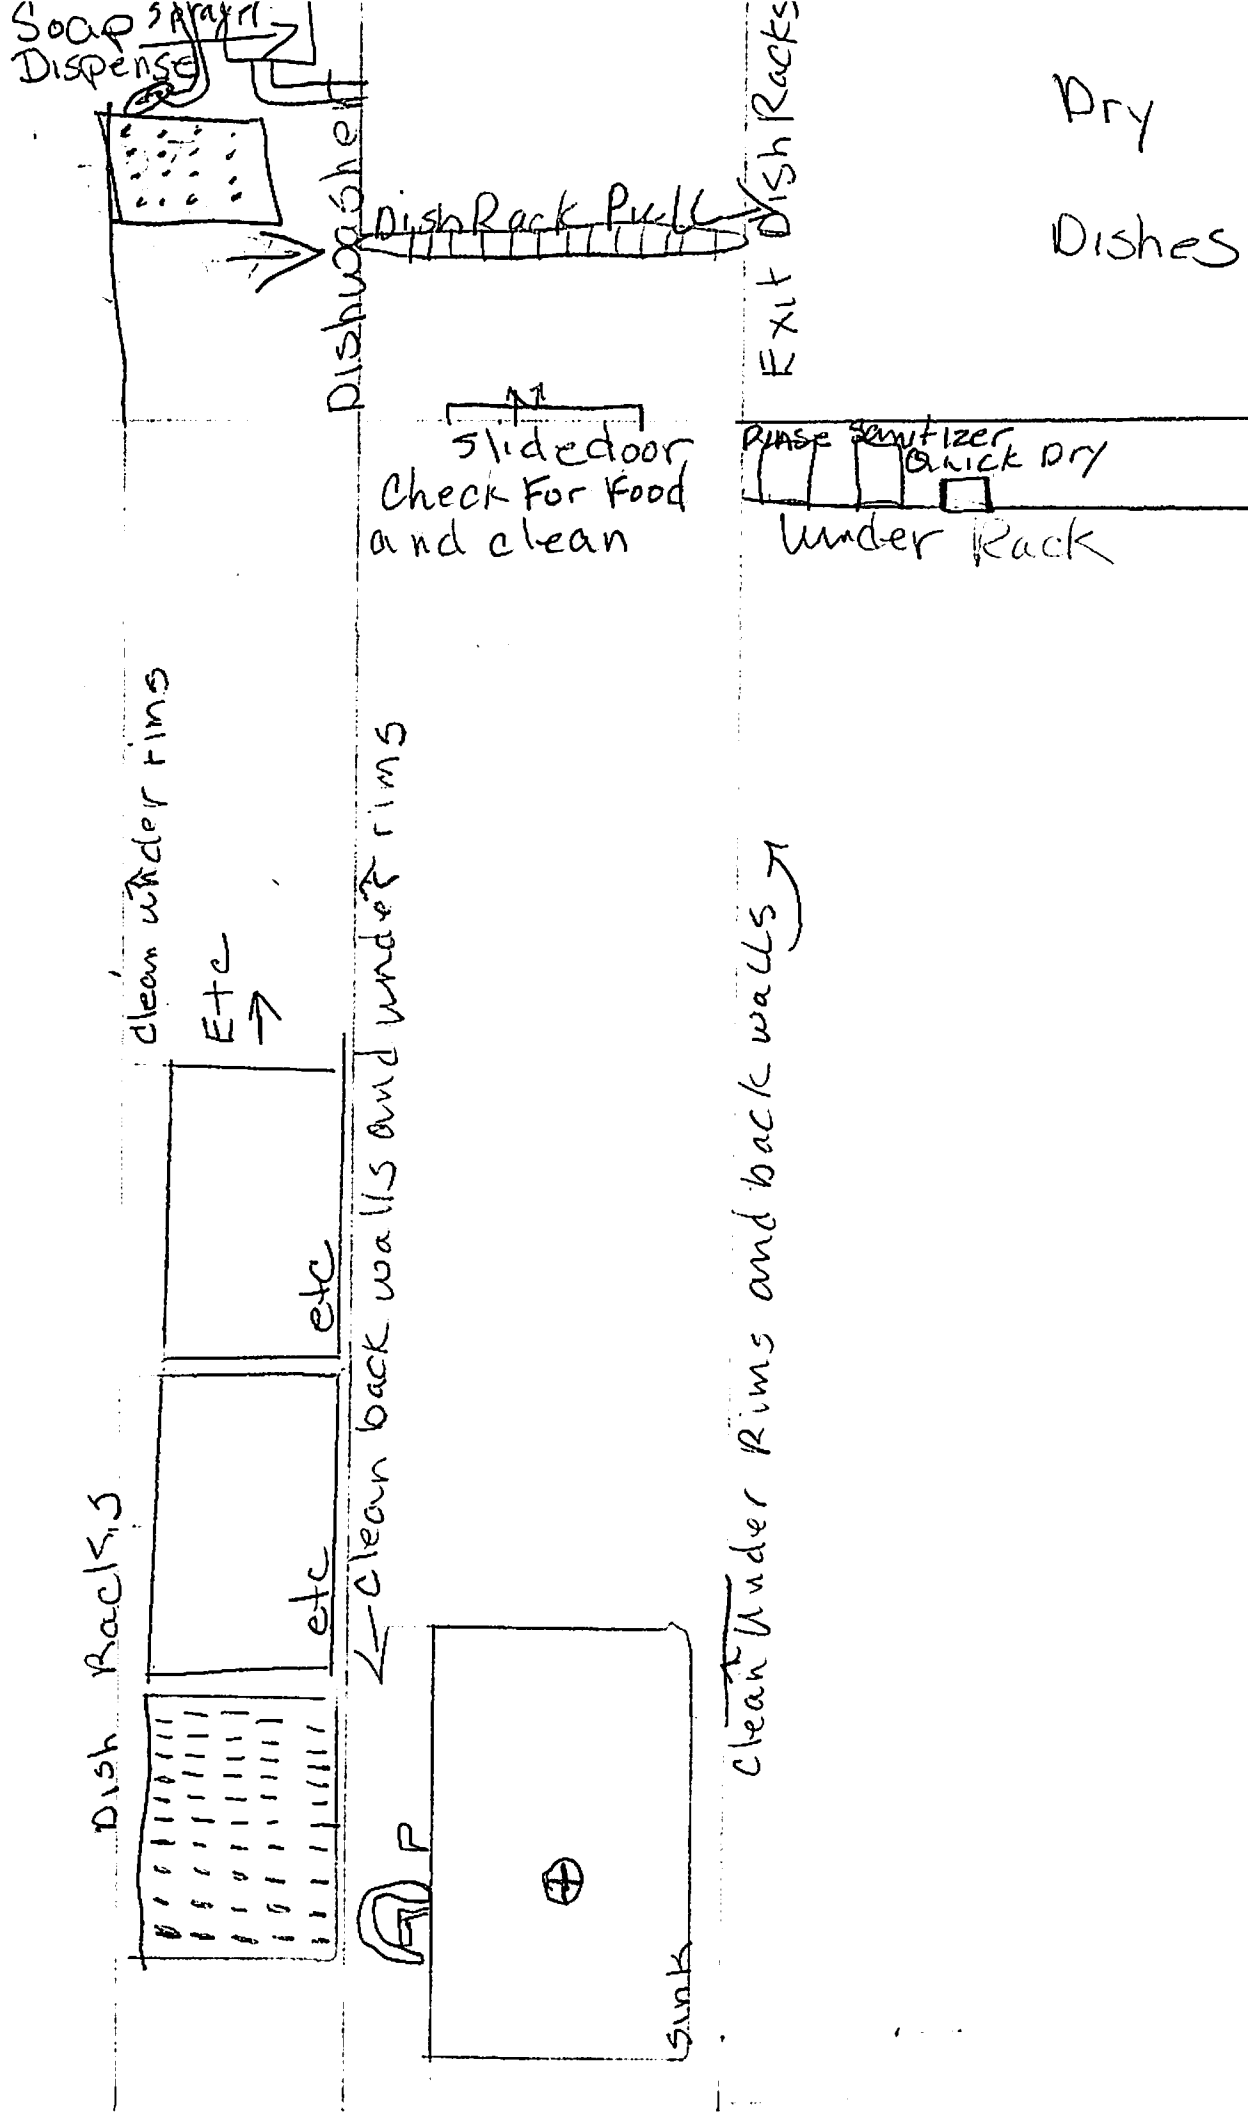 Soap sprayer
Dispense
Dishwasher
Dish Rack Pull
Exit Dish Racks
Dry
Dishes
slidedoor
Check For Food
and clean
Rinse Sanitizer
Quick Dry
Under Rack
clean under rims
Etc
Clean back walls and under rims
Clean Under Rims and back walls
etc
etc
Dish Racks
P
Sink